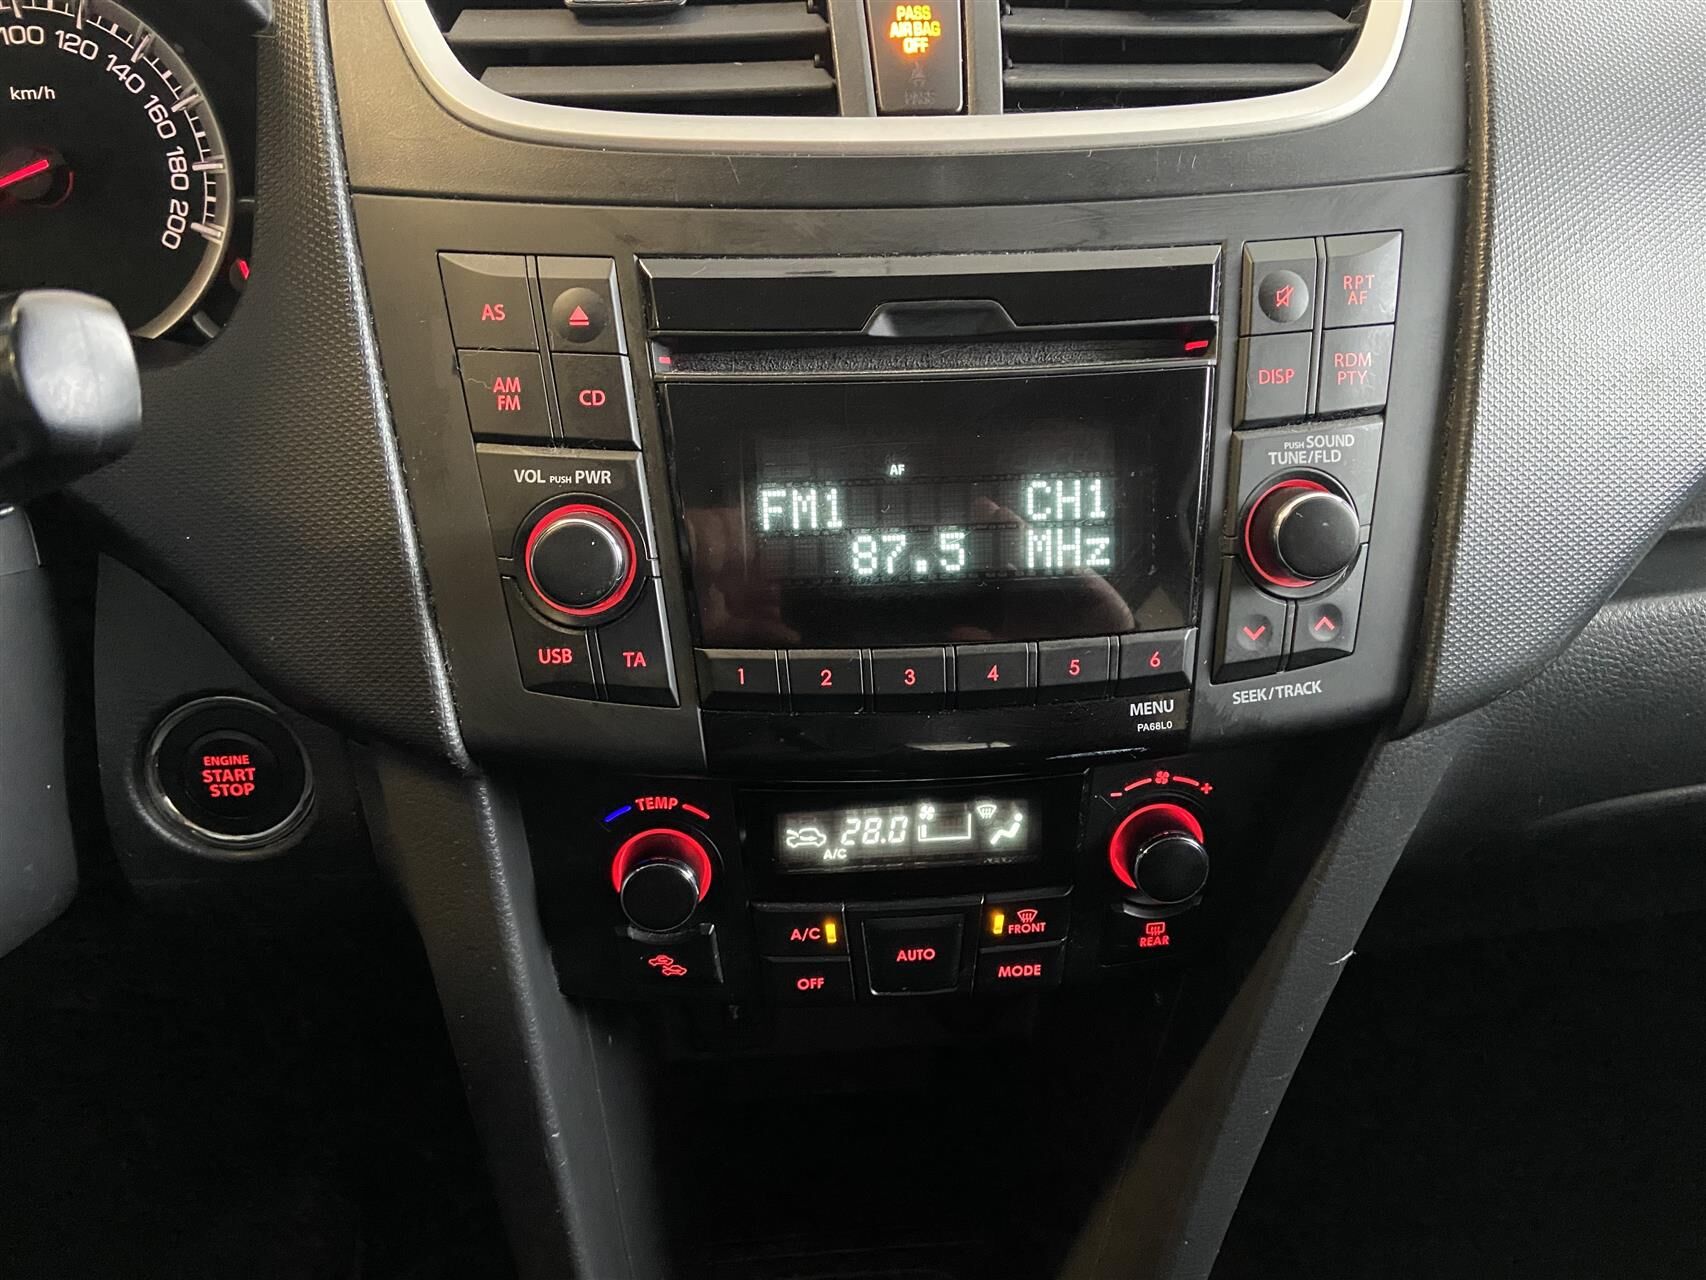 100
120
140
160
180
200
km/h
PASS
AIRBAG
OFF
PASS
AS
AM
FM
CD
VOL PUSH PWR
USB
TA
AF
FM1
CH1
87.5
MHz
1
2
3
4
5
6
MENU
PA68L0
RPT
AF
DISP
RDM
PTY
PUSH SOUND
TUNE/FLD
SEEK/TRACK
ENGINE
START
STOP
TEMP
28.0
A/C
- +
A/C
AUTO
FRONT
OFF
MODE
REAR